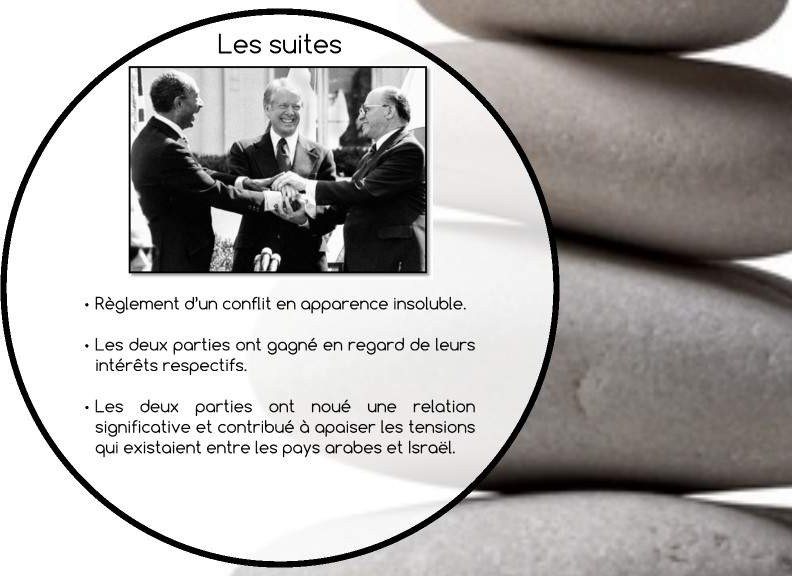 Les suites
• Règlement d'un conflit en apparence insoluble.
• Les deux parties ont gagné en regard de leurs
intérêts respectifs.
• Les deux parties ont noué une relation
significative et contribué à apaiser les tensions
qui existaient entre les pays arabes et Israël.